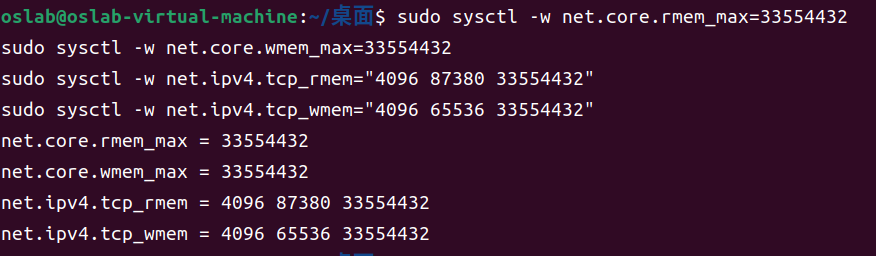 oslab@oslab-virtual-machine:~/桌面$ sudo sysctl -w net.core.rmem_max=33554432
sudo sysctl -w net.core.wmem_max=33554432
sudo sysctl -w net.ipv4.tcp_rmem="4096 87380 33554432"
sudo sysctl -w net.ipv4.tcp_wmem="4096 65536 33554432"
net.core.rmem_max = 33554432
net.core.wmem_max = 33554432
net.ipv4.tcp_rmem = 4096 87380 33554432
net.ipv4.tcp_wmem = 4096 65536 33554432